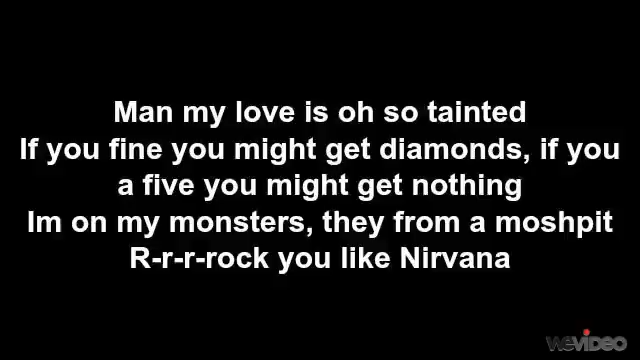 Man my love is oh so tainted
If you fine you might get diamonds, if you
a five you might get nothing
Im on my monsters, they from a moshpit
R-r-r-rock you like Nirvana
WEVIDEO